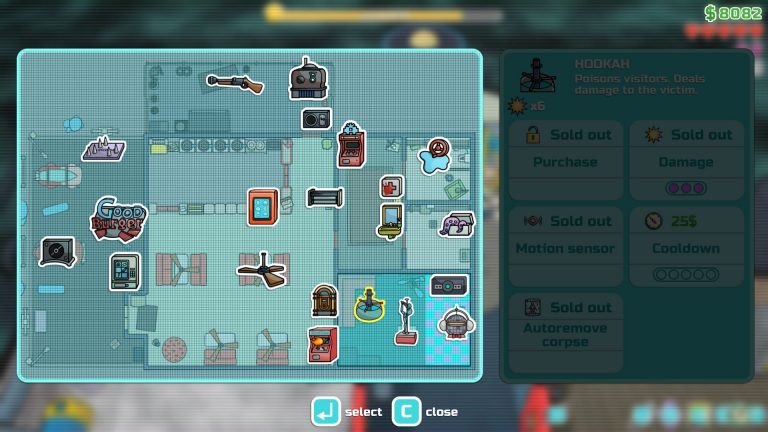 $8082
HOOKAH
Poisons visitors. Deals
damage to the victim.
x6
Sold out
Purchase
Sold out
Damage
Sold out
Motion sensor
25$
Cooldown
Sold out
Autoremove
corpse
GOOD
BURGER
select
C close